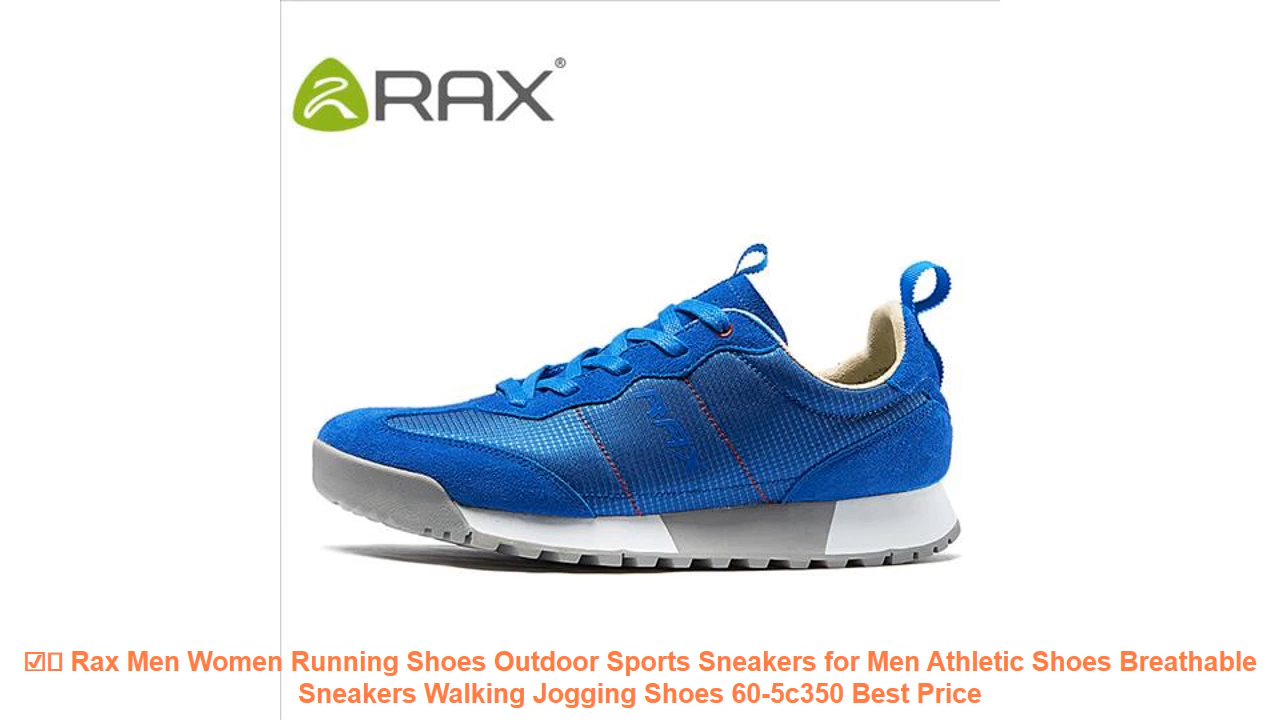 RAX®
RAX
☑▯ Rax Men Women Running Shoes Outdoor Sports Sneakers for Men Athletic Shoes Breathable
Sneakers Walking Jogging Shoes 60-5c350 Best Price